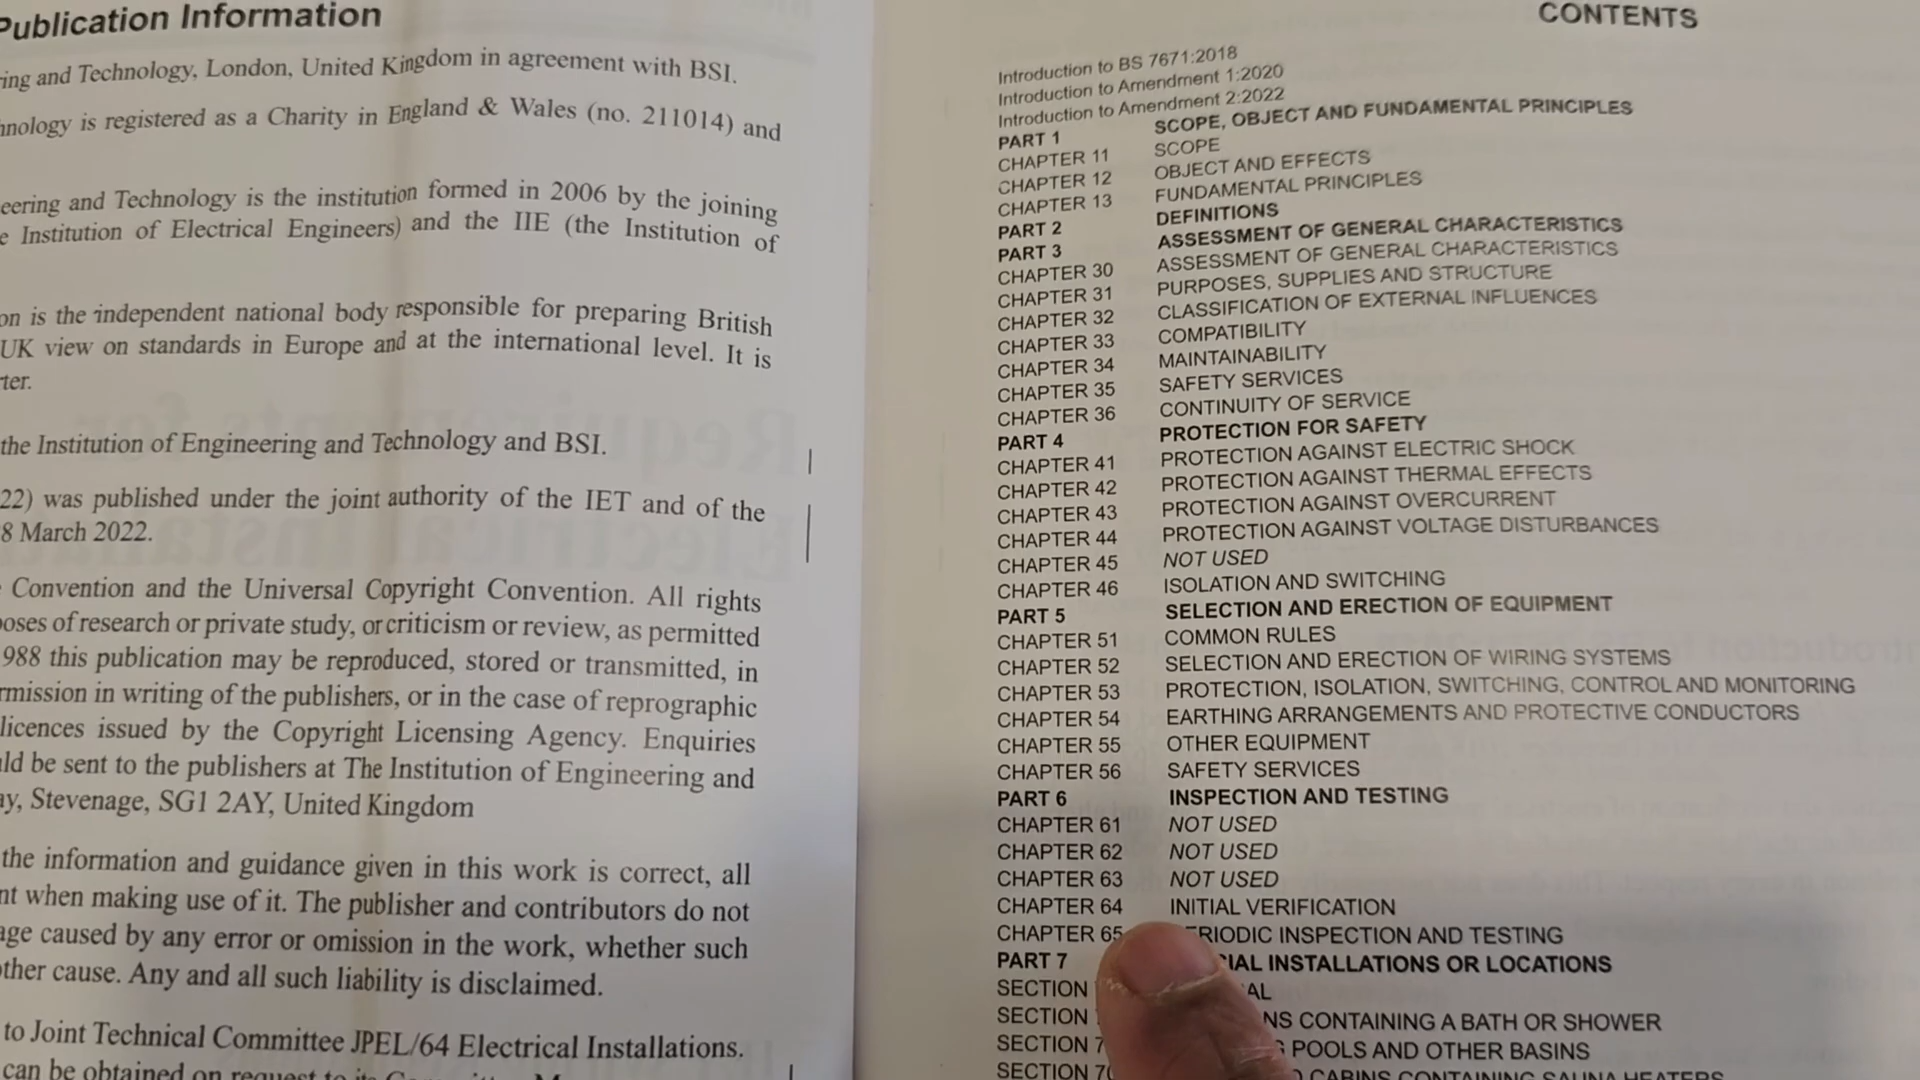 Publication Information
ring and Technology, London, United Kingdom in agreement with BSI.
hnology is registered as a Charity in England & Wales (no. 211014) and
eering and Technology is the institution formed in 2006 by the joining
e Institution of Electrical Engineers) and the IIE (the Institution of
on is the independent national body responsible for preparing British
UK view on standards in Europe and at the international level. It is
rter.
the Institution of Engineering and Technology and BSI.
22) was published under the joint authority of the IET and of the
8 March 2022.
Convention and the Universal Copyright Convention. All rights
poses of research or private study, or criticism or review, as permitted
988 this publication may be reproduced, stored or transmitted, in
rmission in writing of the publishers, or in the case of reprographic
licences issued by the Copyright Licensing Agency. Enquiries
uld be sent to the publishers at The Institution of Engineering and
ay, Stevenage, SG1 2AY, United Kingdom
the information and guidance given in this work is correct, all
nt when making use of it. The publisher and contributors do not
age caused by any error or omission in the work, whether such
ther cause. Any and all such liability is disclaimed.
to Joint Technical Committee JPEL/64 Electrical Installations.
can be obtained on request to
CONTENTS
Introduction to BS 7671:2018
Introduction to Amendment 1:2020
Introduction to Amendment 2:2022
PART 1 SCOPE, OBJECT AND FUNDAMENTAL PRINCIPLES
CHAPTER 11 SCOPE
CHAPTER 12 OBJECT AND EFFECTS
CHAPTER 13 FUNDAMENTAL PRINCIPLES
PART 2 DEFINITIONS
PART 3 ASSESSMENT OF GENERAL CHARACTERISTICS
CHAPTER 30 ASSESSMENT OF GENERAL CHARACTERISTICS
CHAPTER 31 PURPOSES, SUPPLIES AND STRUCTURE
CHAPTER 32 CLASSIFICATION OF EXTERNAL INFLUENCES
CHAPTER 33 COMPATIBILITY
CHAPTER 34 MAINTAINABILITY
CHAPTER 35 SAFETY SERVICES
CHAPTER 36 CONTINUITY OF SERVICE
PART 4 PROTECTION FOR SAFETY
CHAPTER 41 PROTECTION AGAINST ELECTRIC SHOCK
CHAPTER 42 PROTECTION AGAINST THERMAL EFFECTS
CHAPTER 43 PROTECTION AGAINST OVERCURRENT
CHAPTER 44 PROTECTION AGAINST VOLTAGE DISTURBANCES
CHAPTER 45 NOT USED
CHAPTER 46 ISOLATION AND SWITCHING
PART 5 SELECTION AND ERECTION OF EQUIPMENT
CHAPTER 51 COMMON RULES
CHAPTER 52 SELECTION AND ERECTION OF WIRING SYSTEMS
CHAPTER 53 PROTECTION, ISOLATION, SWITCHING, CONTROL AND MONITORING
CHAPTER 54 EARTHING ARRANGEMENTS AND PROTECTIVE CONDUCTORS
CHAPTER 55 OTHER EQUIPMENT
CHAPTER 56 SAFETY SERVICES
PART 6 INSPECTION AND TESTING
CHAPTER 61 NOT USED
CHAPTER 62 NOT USED
CHAPTER 63 NOT USED
CHAPTER 64 INITIAL VERIFICATION
CHAPTER 65 ERIODIC INSPECTION AND TESTING
PART 7 CIAL INSTALLATIONS OR LOCATIONS
SECTION AL
SECTION NS CONTAINING A BATH OR SHOWER
SECTION 7 POOLS AND OTHER BASINS
SECTION 70 CABINS CONTAINING SAUNA HEATERS